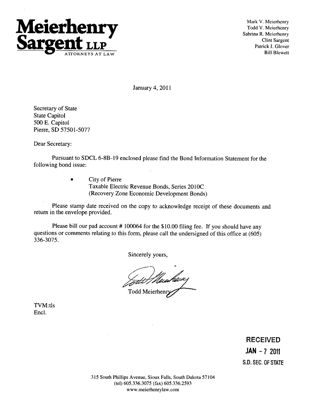 Meierhenry
Sargent LLP
ATTORNEYS AT LAW
Mark V. Meierhenry
Todd V. Meierhenry
Sabrina R. Meierhenry
Clint Sargent
Patrick J. Glover
Bill Blewett
January 4, 2011
Secretary of State
State Capitol
500 E. Capitol
Pierre, SD 57501-5077
Dear Secretary:
Pursuant to SDCL 6-8B-19 enclosed please find the Bond Information Statement for the
following bond issue:
• City of Pierre
Taxable Electric Revenue Bonds, Series 2010C
(Recovery Zone Economic Development Bonds)
Please stamp date received on the copy to acknowledge receipt of these documents and
return in the envelope provided.
Please bill our pad account # 100064 for the $10.00 filing fee. If you should have any
questions or comments relating to this form, please call the undersigned of this office at (605)
336-3075.
Sincerely yours,
Todd Meierhenry
Todd Meierhenry
TVM:tls
Encl.
RECEIVED
JAN - 7 2011
S.D. SEC. OF STATE
315 South Phillips Avenue, Sioux Falls, South Dakota 57104
(tel) 605.336.3075 (fax) 605.336.2593
www.meierhenrylaw.com